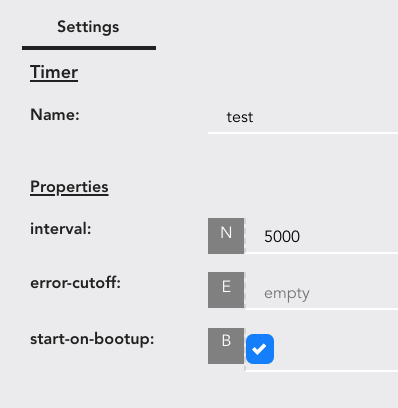 Settings
Timer
Name: test
Properties
interval: N 5000
error-cutoff: E empty
start-on-bootup: B